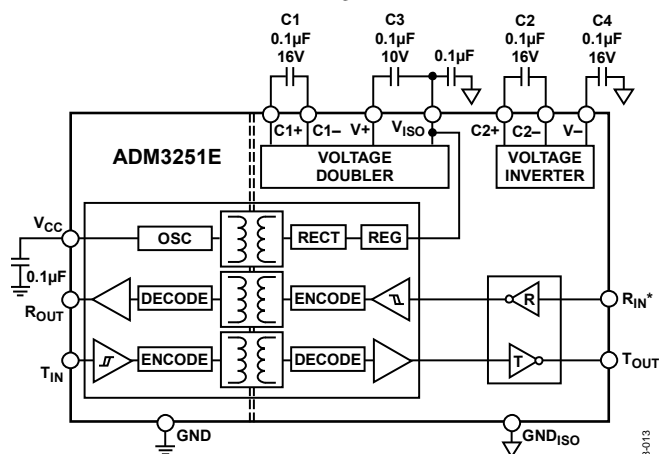 C1
0.1µF
16V
C3
0.1µF
10V
0.1µF
C2
0.1µF
16V
C4
0.1µF
16V
C1+ C1– V+ VISO C2+ C2– V–
ADM3251E
VOLTAGE
DOUBLER
VOLTAGE
INVERTER
VCC
OSC
RECT
REG
0.1µF
ROUT
DECODE
ENCODE
R
RIN*
TIN
ENCODE
DECODE
T
TOUT
GND
GNDISO